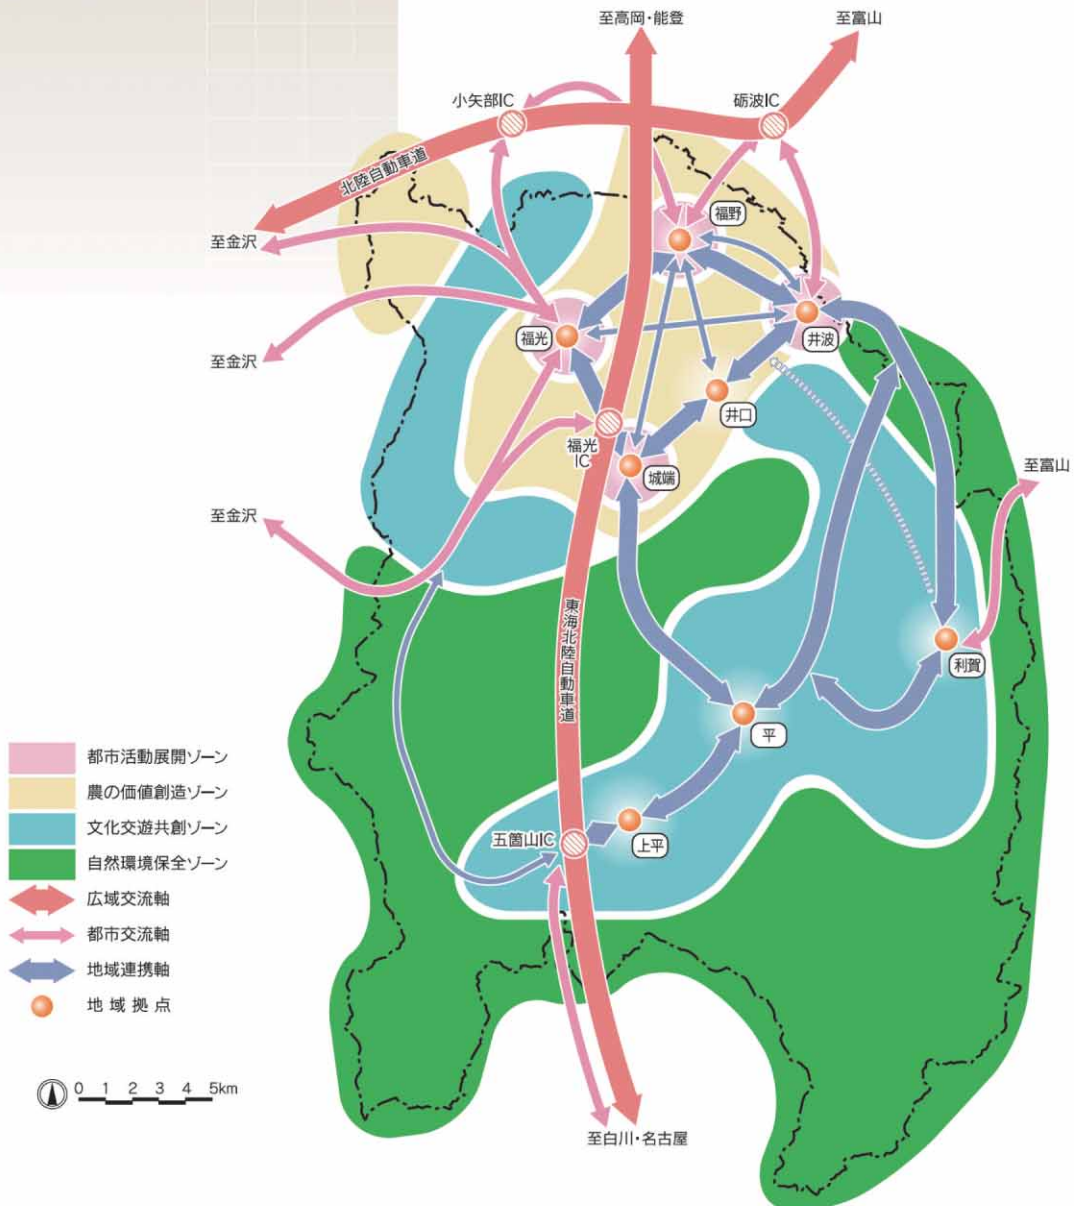 至高岡・能登
至富山
小矢部IC
砺波IC
北陸自動車道
福野
至金沢
福光
井波
至金沢
井口
福光
IC
城端
至富山
至金沢
東海北陸自動車道
利賀
平
都市活動展開ゾーン
農の価値創造ゾーン
文化交遊共創ゾーン
五箇山IC
上平
自然環境保全ゾーン
広域交流軸
都市交流軸
地域連携軸
地域拠点
0 1 2 3 4 5km
至白川・名古屋